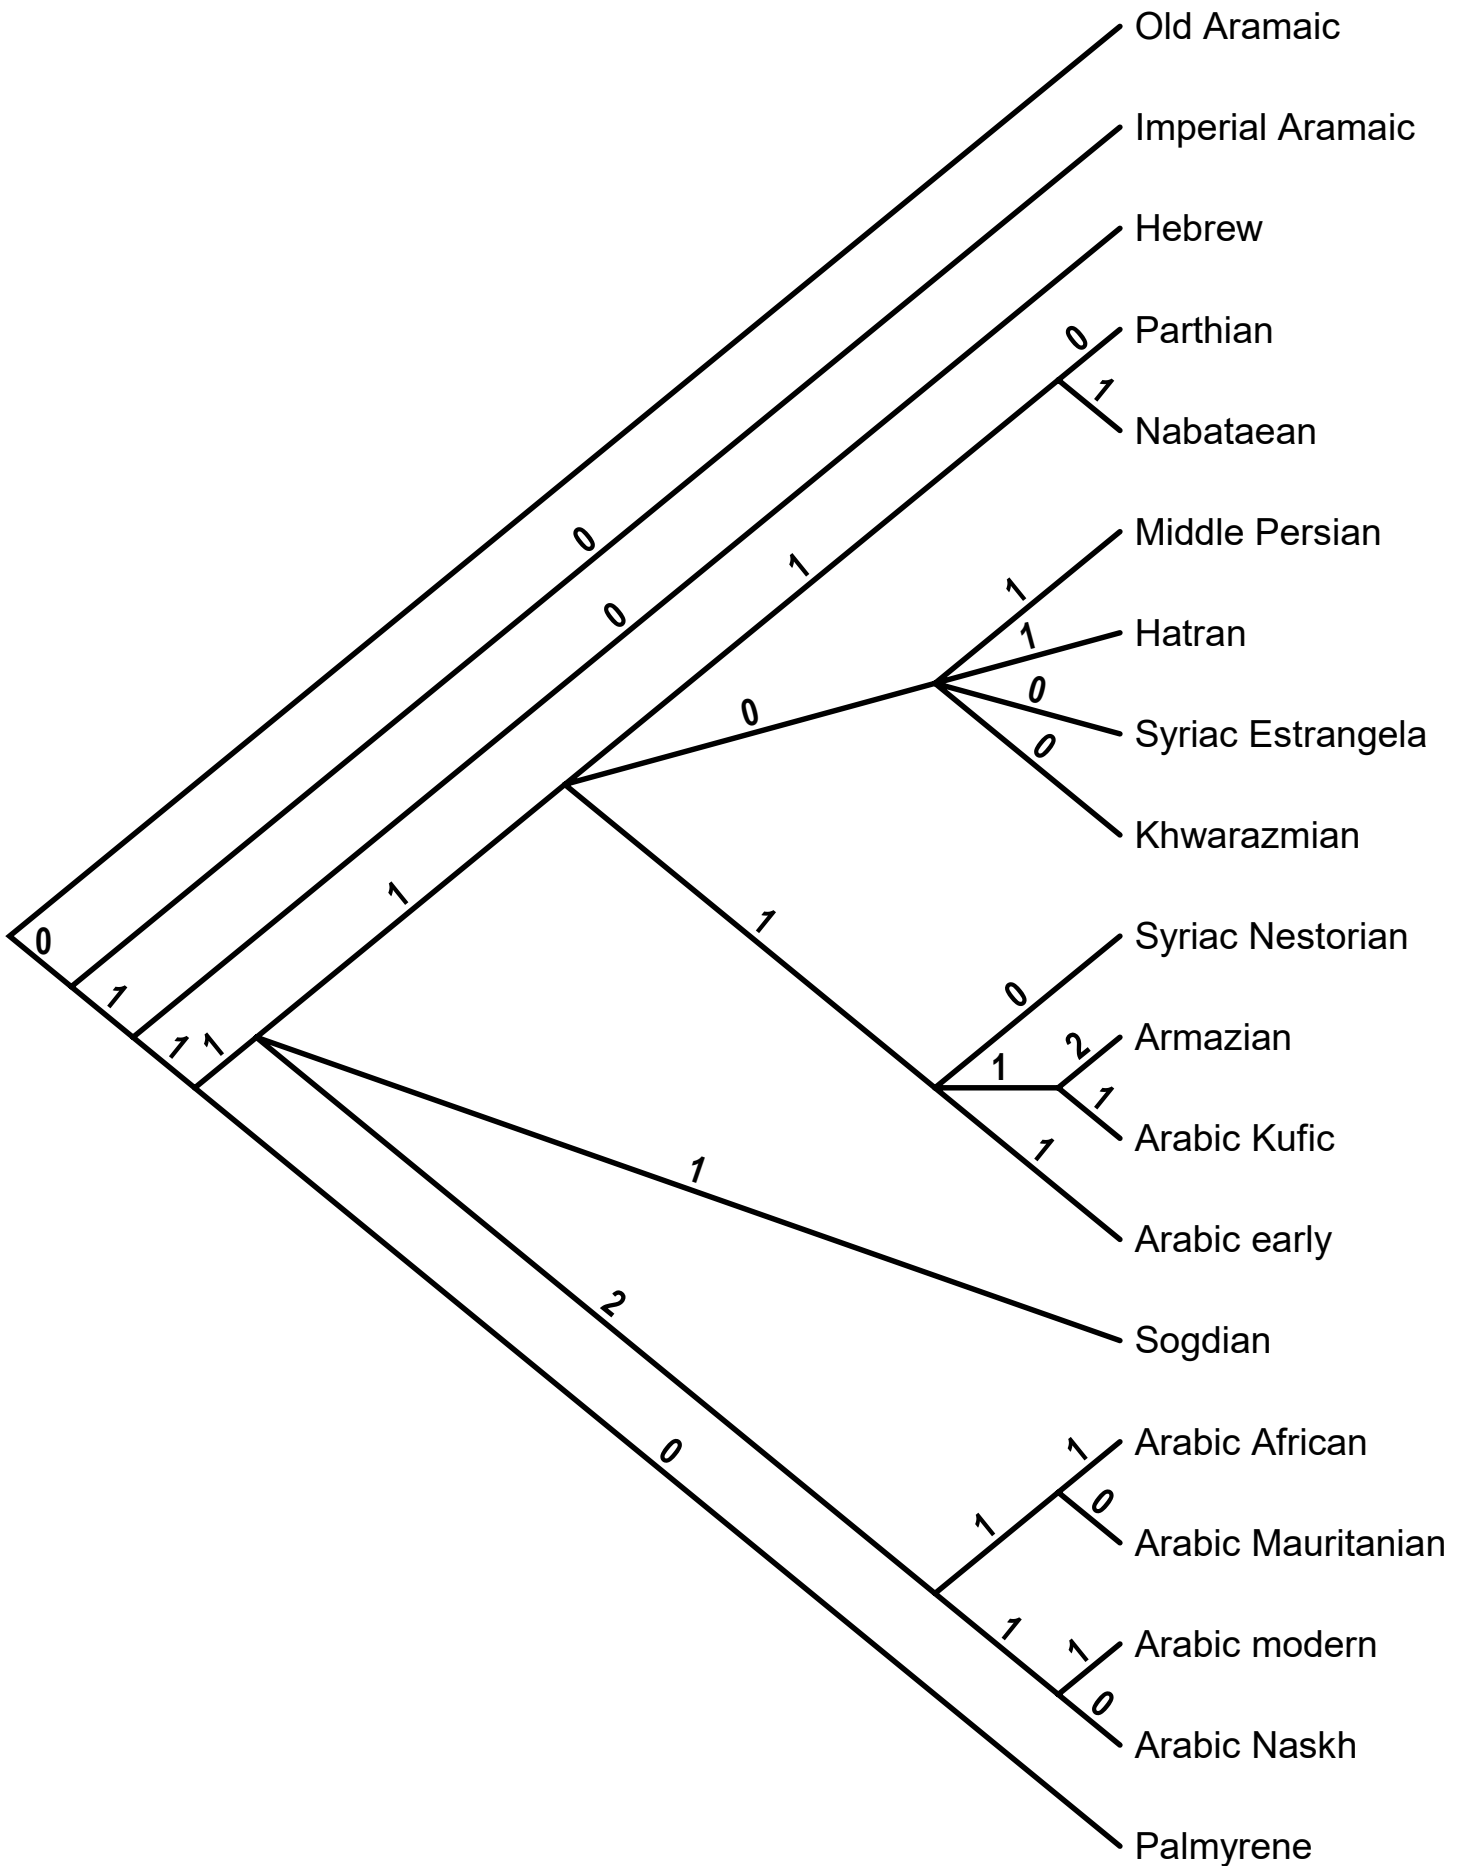 Old Aramaic
Imperial Aramaic
Hebrew
0 Parthian
1
Nabataean
0
Middle Persian
1
1
0
1 Hatran
0
0
Syriac Estrangela
0
Khwarazmian
1
1
0
Syriac Nestorian
0
1
2 Armazian
1 1
1
1
Arabic Kufic
1
1
Arabic early
2
Sogdian
1 Arabic African
0
1
0
Arabic Mauritanian
1
1
Arabic modern
0
Arabic Naskh
Palmyrene